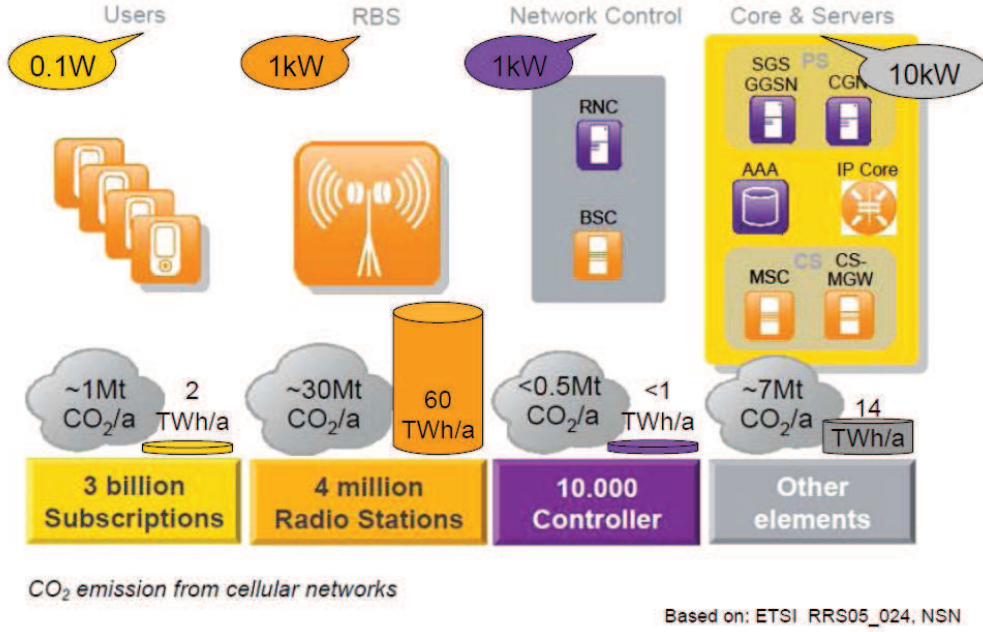 Users
RBS
Network Control
Core & Servers
0.1W
1kW
1kW
10kW
PS
SGS
GGSN
CGN
RNC
AAA
IP Core
BSC
CS
MSC
CS-
MGW
~1Mt
CO₂/a
2
TWh/a
~30Mt
CO₂/a
60
TWh/a
<0.5Mt
CO₂/a
<1
TWh/a
~7Mt
CO₂/a
14
TWh/a
3 billion
Subscriptions
4 million
Radio Stations
10.000
Controller
Other
elements
CO₂ emission from cellular networks
Based on: ETSI RRS05_024, NSN